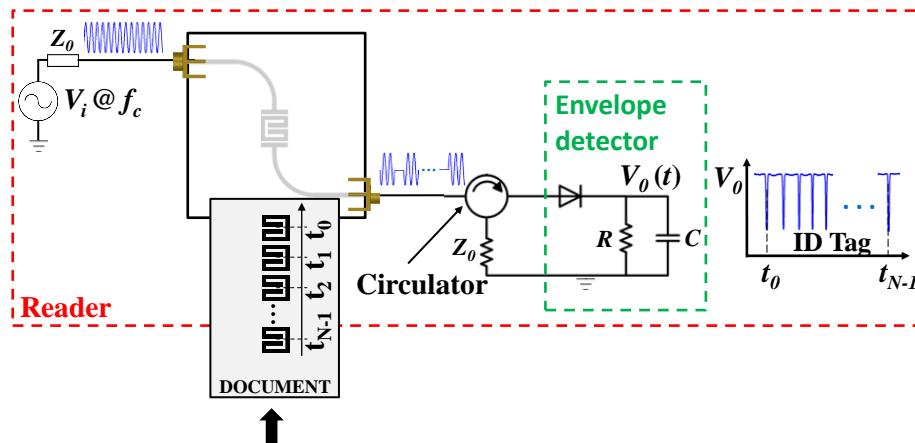 Z0
Vi @ fc
Envelope
detector
V0 (t)
V0
R
C
Z0
Circulator
ID Tag
t0
tN-1
Reader
t0
t1
t2
tN-1
DOCUMENT